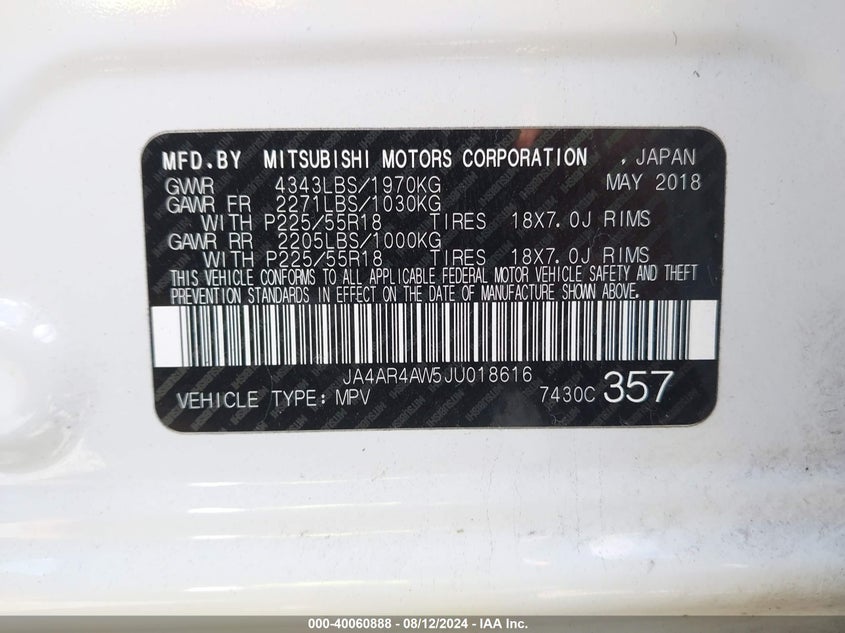 MFD.BY MITSUBISHI MOTORS CORPORATION , JAPAN
GVWR 4343LBS/1970KG MAY 2018
GAWR FR 2271LBS/1030KG
WITH P225/55R18 TIRES 18X7.0J RIMS
GAWR RR 2205LBS/1000KG
WITH P225/55R18 TIRES 18X7.0J RIMS
THIS VEHICLE CONFORMS TO ALL APPLICABLE FEDERAL MOTOR VEHICLE SAFETY AND THEFT
PREVENTION STANDARDS IN EFFECT ON THE DATE OF MANUFACTURE SHOWN ABOVE.
JA4AR4AW5JU018616
VEHICLE TYPE: MPV 7430C 357
000-40060888 - 08/12/2024 - IAA Inc.